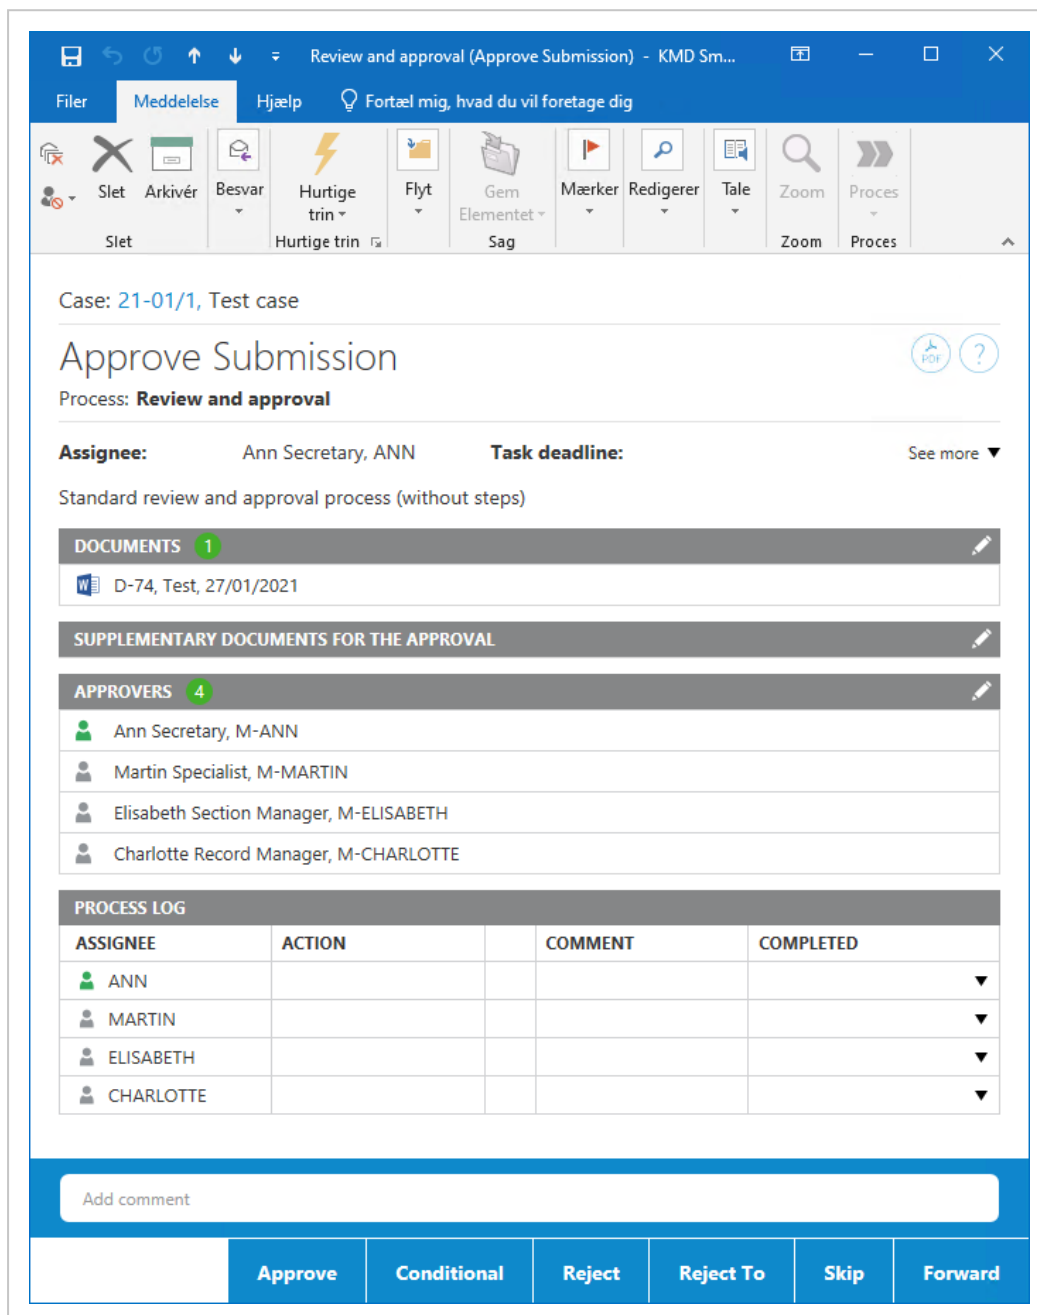 Review and approval (Approve Submission) - KMD Sm...
Filer Meddelelse Hjælp Fortæl mig, hvad du vil foretage dig
Slet Arkivér Besvar Hurtige trin Flyt Gem Elementet Mærker Redigerer Tale Zoom Proces
Slet Hurtige trin Sag Zoom Proces
Case: 21-01/1, Test case
Approve Submission
PDF ?
Process: Review and approval
Assignee: Ann Secretary, ANN Task deadline: See more
Standard review and approval process (without steps)
DOCUMENTS 1
W D-74, Test, 27/01/2021
SUPPLEMENTARY DOCUMENTS FOR THE APPROVAL
APPROVERS 4
Ann Secretary, M-ANN
Martin Specialist, M-MARTIN
Elisabeth Section Manager, M-ELISABETH
Charlotte Record Manager, M-CHARLOTTE
PROCESS LOG
ASSIGNEE ACTION COMMENT COMPLETED
ANN
MARTIN
ELISABETH
CHARLOTTE
Add comment
Approve Conditional Reject Reject To Skip Forward